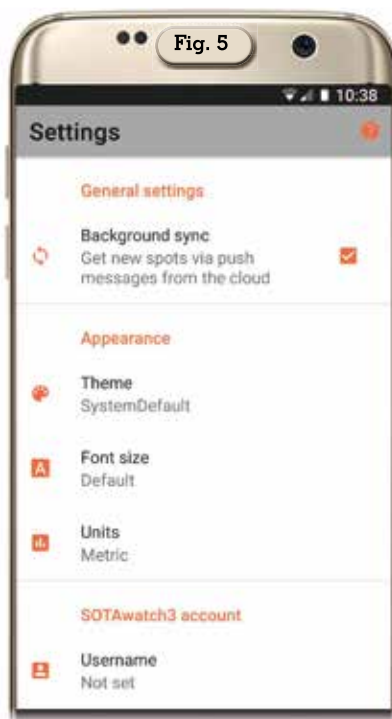 Fig. 5
10:38
Settings
General settings
Background sync
Get new spots via push
messages from the cloud
Appearance
Theme
SystemDefault
Font size
Default
Units
Metric
SOTAwatch3 account
Username
Not set